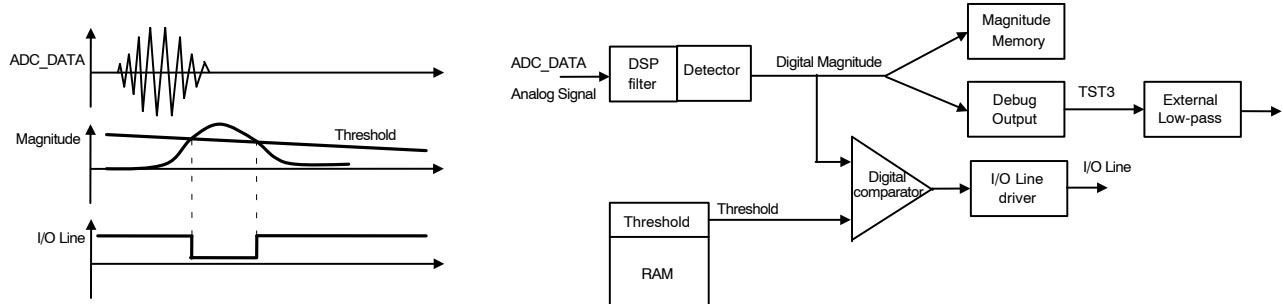 ADC_DATA
Magnitude
Threshold
I/O Line
ADC_DATA
Analog Signal
DSP
filter
Detector
Digital Magnitude
Magnitude
Memory
Debug
Output
TST3
External
Low-pass
Digital
comparator
I/O Line
driver
I/O Line
Threshold
Threshold
RAM